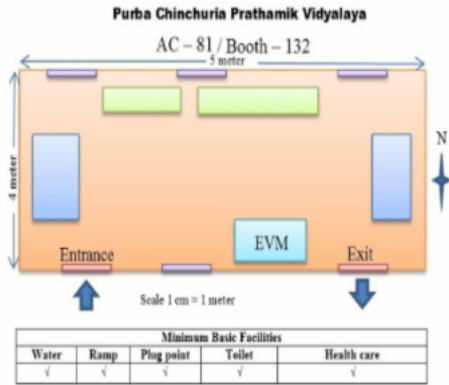 Purba Chinchuria Prathamik Vidyalaya
AC – 81 / Booth – 132
5 meter
4 meter
N
Entrance
EVM
Exit
Scale 1 cm = 1 meter
Minimum Basic Facilities
Water Ramp Plug point Toilet Health care
√ √ √ √ √